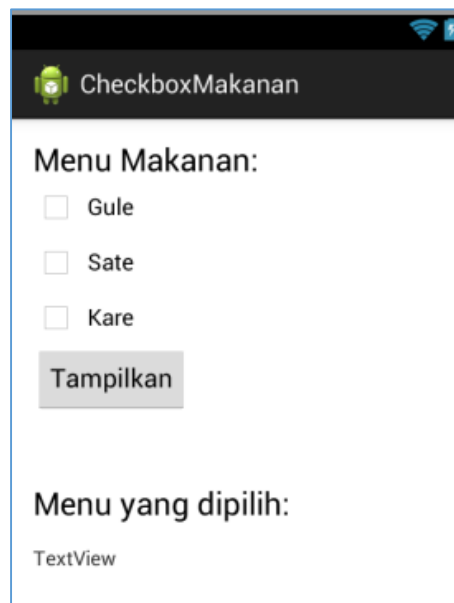 CheckboxMakanan
Menu Makanan:
Gule
Sate
Kare
Tampilkan
Menu yang dipilih:
TextView